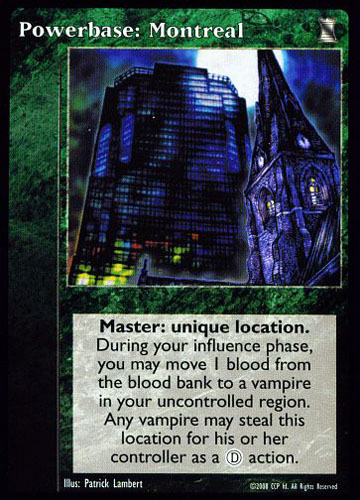 Powerbase: Montreal
Master: unique location.
During your influence phase,
you may move 1 blood from
the blood bank to a vampire
in your uncontrolled region.
Any vampire may steal this
location for his or her
controller as a Ⓓ action.
Illus: Patrick Lambert
©2008 CCP hf. All Rights Reserved